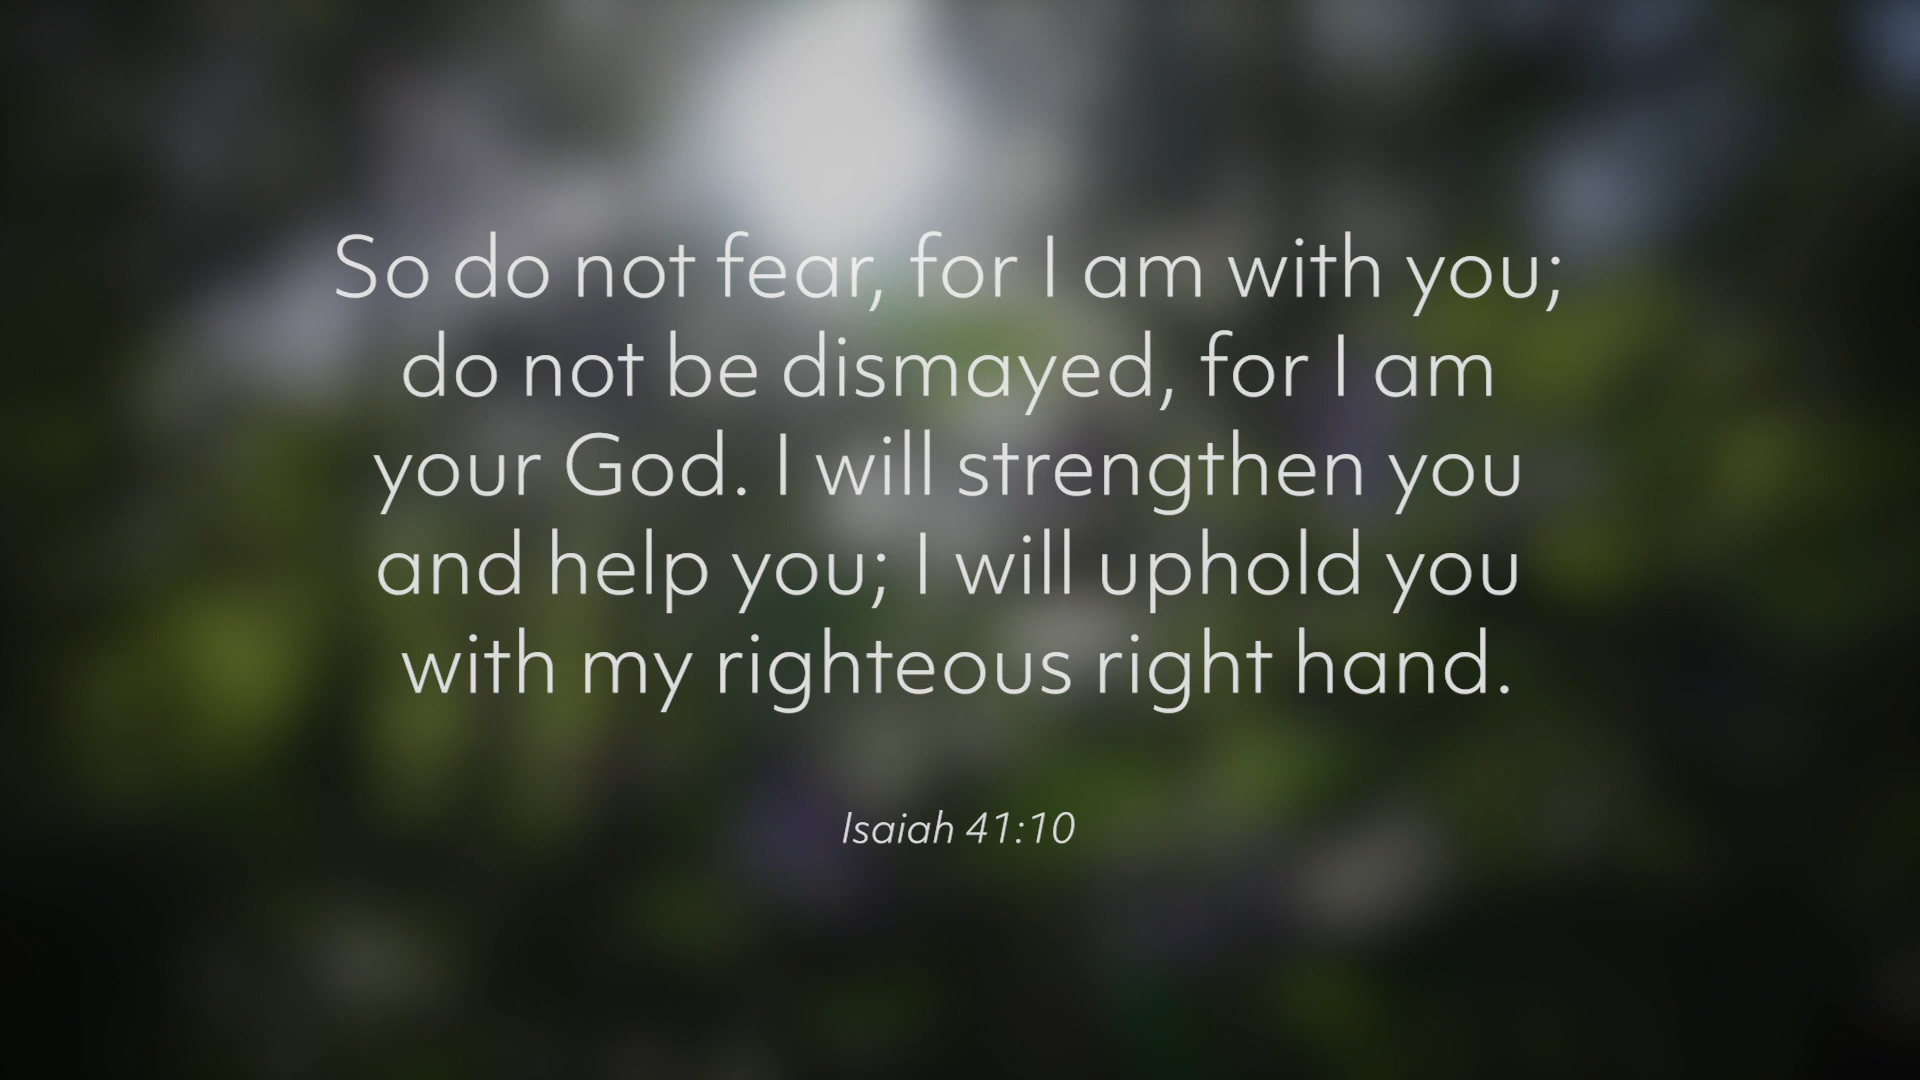 So do not fear, for I am with you;
do not be dismayed, for I am
your God. I will strengthen you
and help you; I will uphold you
with my righteous right hand.
Isaiah 41:10